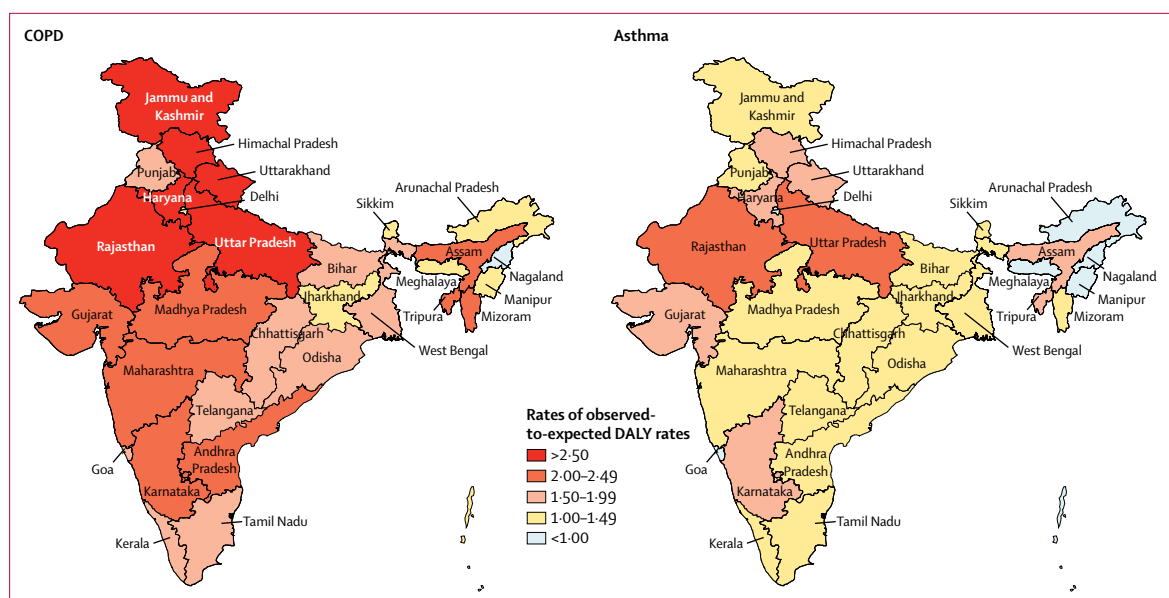 COPD
Jammu and
Kashmir
Himachal Pradesh
Punjab
Uttarakhand
Haryana
Delhi
Arunachal Pradesh
Sikkim
Rajasthan
Uttar Pradesh
Assam
Bihar
Meghalaya
Nagaland
Jharkhand
Manipur
Gujarat
Madhya Pradesh
Tripura
Mizoram
Chhattisgarh
West Bengal
Odisha
Maharashtra
Telangana
Goa
Andhra
Pradesh
Karnataka
Tamil Nadu
Kerala
Rates of observed-
to-expected DALY rates
>2·50
2·00–2·49
1·50–1·99
1·00–1·49
<1·00
Asthma
Jammu and
Kashmir
Himachal Pradesh
Punjab
Uttarakhand
Haryana
Delhi
Arunachal Pradesh
Sikkim
Rajasthan
Uttar Pradesh
Assam
Bihar
Meghalaya
Nagaland
Jharkhand
Manipur
Gujarat
Madhya Pradesh
Tripura
Mizoram
Chhattisgarh
West Bengal
Odisha
Maharashtra
Telangana
Goa
Andhra
Pradesh
Karnataka
Tamil Nadu
Kerala